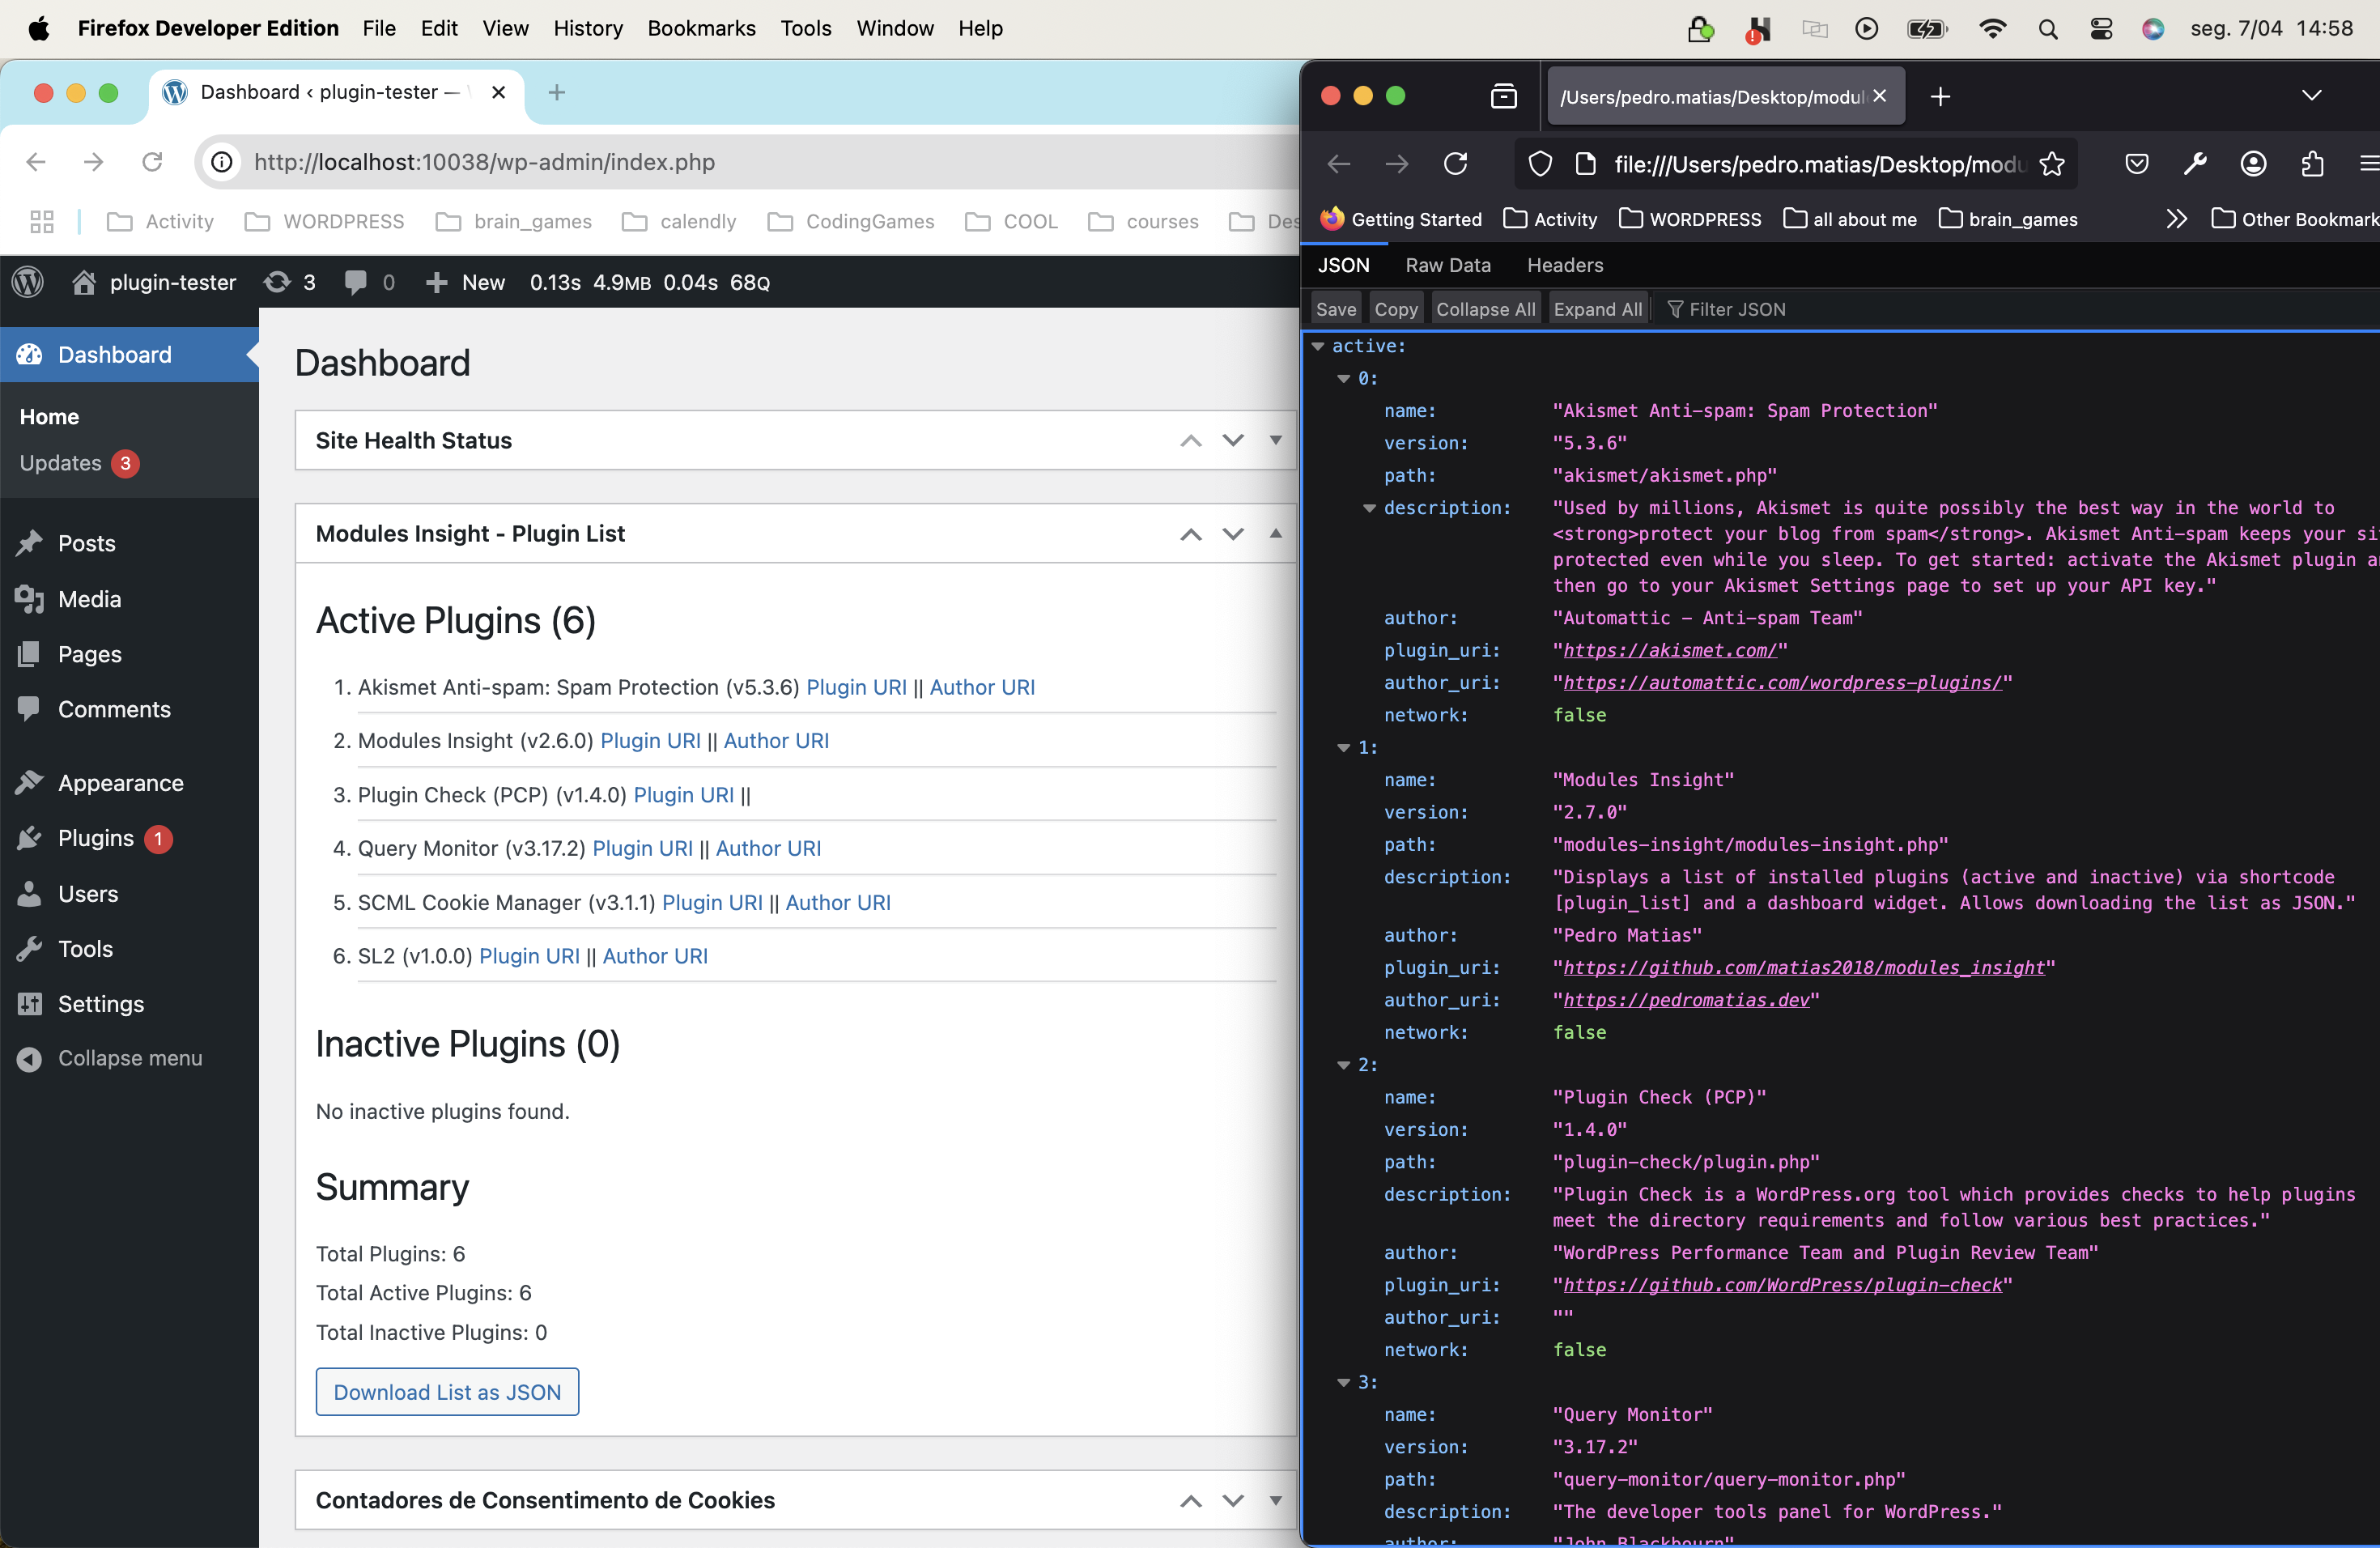 Firefox Developer Edition File Edit View History Bookmarks Tools Window Help seg. 7/04 14:58
Dashboard ‹ plugin-tester —
http://localhost:10038/wp-admin/index.php
Activity WORDPRESS brain_games calendly CodingGames COOL courses
plugin-tester 3 0 New 0.13s 4.9MB 0.04s 68Q
Dashboard
Home
Updates 3
Posts
Media
Pages
Comments
Appearance
Plugins 1
Users
Tools
Settings
Collapse menu
Dashboard
Site Health Status
Modules Insight - Plugin List
Active Plugins (6)
1. Akismet Anti-spam: Spam Protection (v5.3.6) Plugin URI || Author URI
2. Modules Insight (v2.6.0) Plugin URI || Author URI
3. Plugin Check (PCP) (v1.4.0) Plugin URI ||
4. Query Monitor (v3.17.2) Plugin URI || Author URI
5. SCML Cookie Manager (v3.1.1) Plugin URI || Author URI
6. SL2 (v1.0.0) Plugin URI || Author URI
Inactive Plugins (0)
No inactive plugins found.
Summary
Total Plugins: 6
Total Active Plugins: 6
Total Inactive Plugins: 0
Download List as JSON
Contadores de Consentimento de Cookies
/Users/pedro.matias/Desktop/modul
file:///Users/pedro.matias/Desktop/modu
Getting Started Activity WORDPRESS all about me brain_games Other Bookmark
JSON Raw Data Headers
Save Copy Collapse All Expand All Filter JSON
active:
0:
name: "Akismet Anti-spam: Spam Protection"
version: "5.3.6"
path: "akismet/akismet.php"
description: "Used by millions, Akismet is quite possibly the best way in the world to
<strong>protect your blog from spam</strong>. Akismet Anti-spam keeps your si
protected even while you sleep. To get started: activate the Akismet plugin a
then go to your Akismet Settings page to set up your API key."
author: "Automattic - Anti-spam Team"
plugin_uri: "https://akismet.com/"
author_uri: "https://automattic.com/wordpress-plugins/"
network: false
1:
name: "Modules Insight"
version: "2.7.0"
path: "modules-insight/modules-insight.php"
description: "Displays a list of installed plugins (active and inactive) via shortcode
[plugin_list] and a dashboard widget. Allows downloading the list as JSON."
author: "Pedro Matias"
plugin_uri: "https://github.com/matias2018/modules_insight"
author_uri: "https://pedromatias.dev"
network: false
2:
name: "Plugin Check (PCP)"
version: "1.4.0"
path: "plugin-check/plugin.php"
description: "Plugin Check is a WordPress.org tool which provides checks to help plugins
meet the directory requirements and follow various best practices."
author: "WordPress Performance Team and Plugin Review Team"
plugin_uri: "https://github.com/WordPress/plugin-check"
author_uri: ""
network: false
3:
name: "Query Monitor"
version: "3.17.2"
path: "query-monitor/query-monitor.php"
description: "The developer tools panel for WordPress."
author: "John Blackbourn"